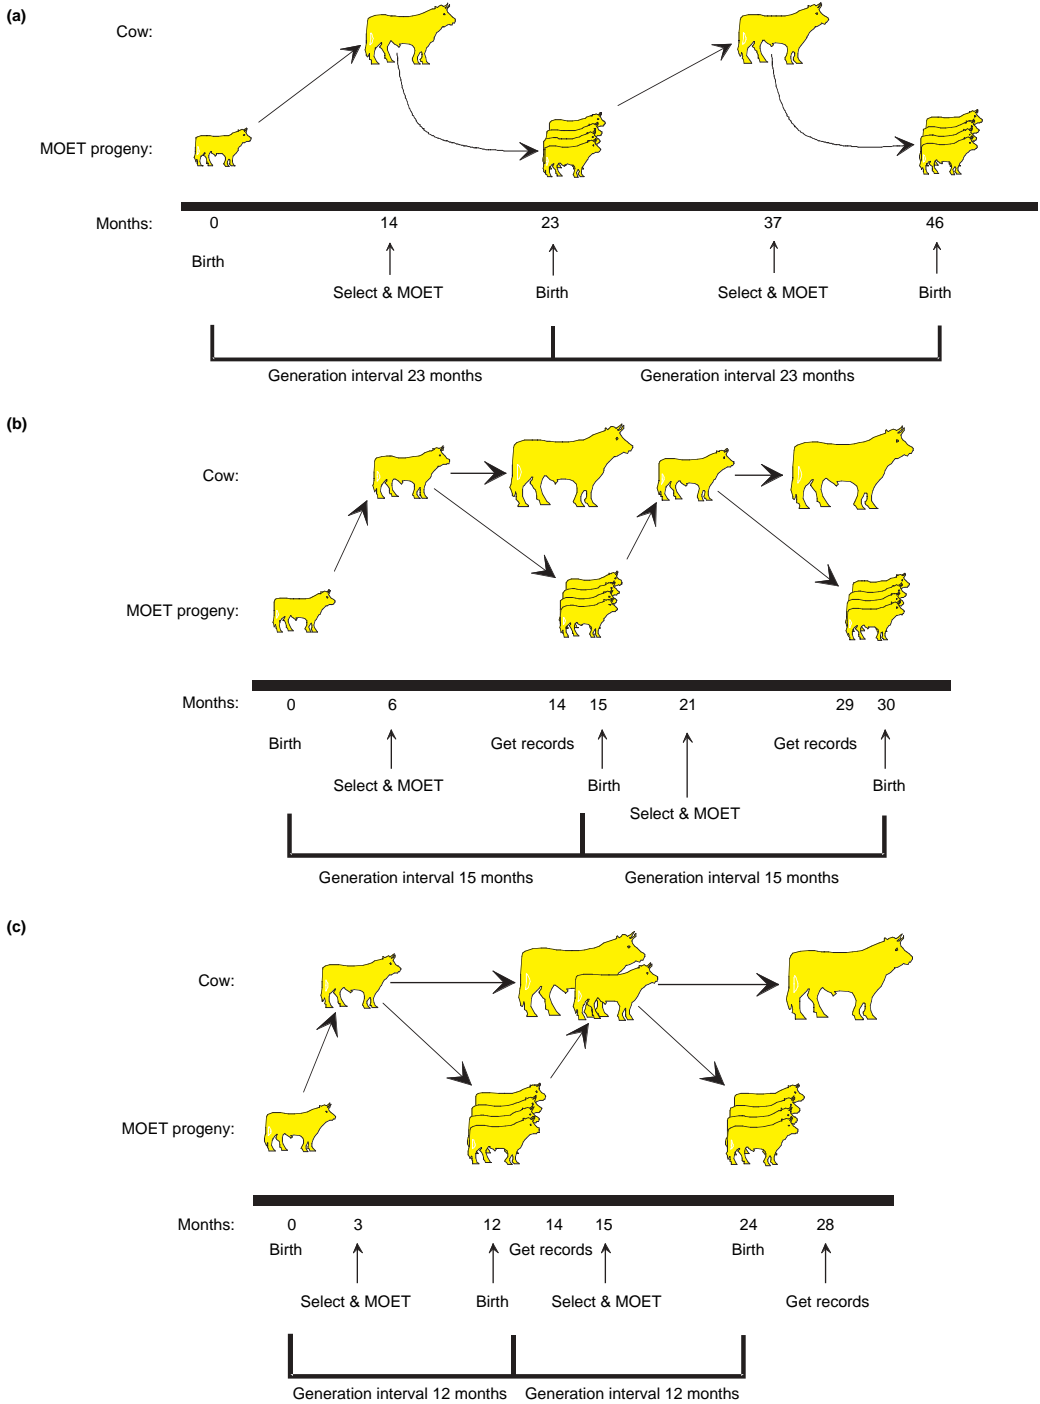 (a)
Cow:
MOET progeny:
Months: 0 14 23 37 46
Birth
Select & MOET Birth Select & MOET Birth
Generation interval 23 months Generation interval 23 months
(b)
Cow:
MOET progeny:
Months: 0 6 14 15 21 29 30
Birth Get records Get records
Select & MOET Birth Birth
Select & MOET
Generation interval 15 months Generation interval 15 months
(c)
Cow:
MOET progeny:
Months: 0 3 12 14 15 24 28
Birth Get records Birth
Select & MOET Birth Select & MOET Get records
Generation interval 12 months Generation interval 12 months